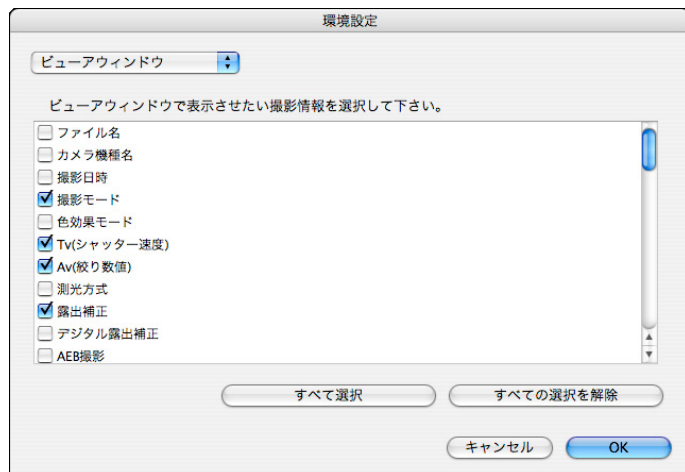 環境設定
ビューアウィンドウ
ビューアウィンドウで表示させたい撮影情報を選択して下さい。
ファイル名
カメラ機種名
撮影日時
撮影モード
色効果モード
Tv(シャッター速度)
Av(絞り数値)
測光方式
露出補正
デジタル露出補正
AEB撮影
すべて選択 すべての選択を解除
キャンセル OK